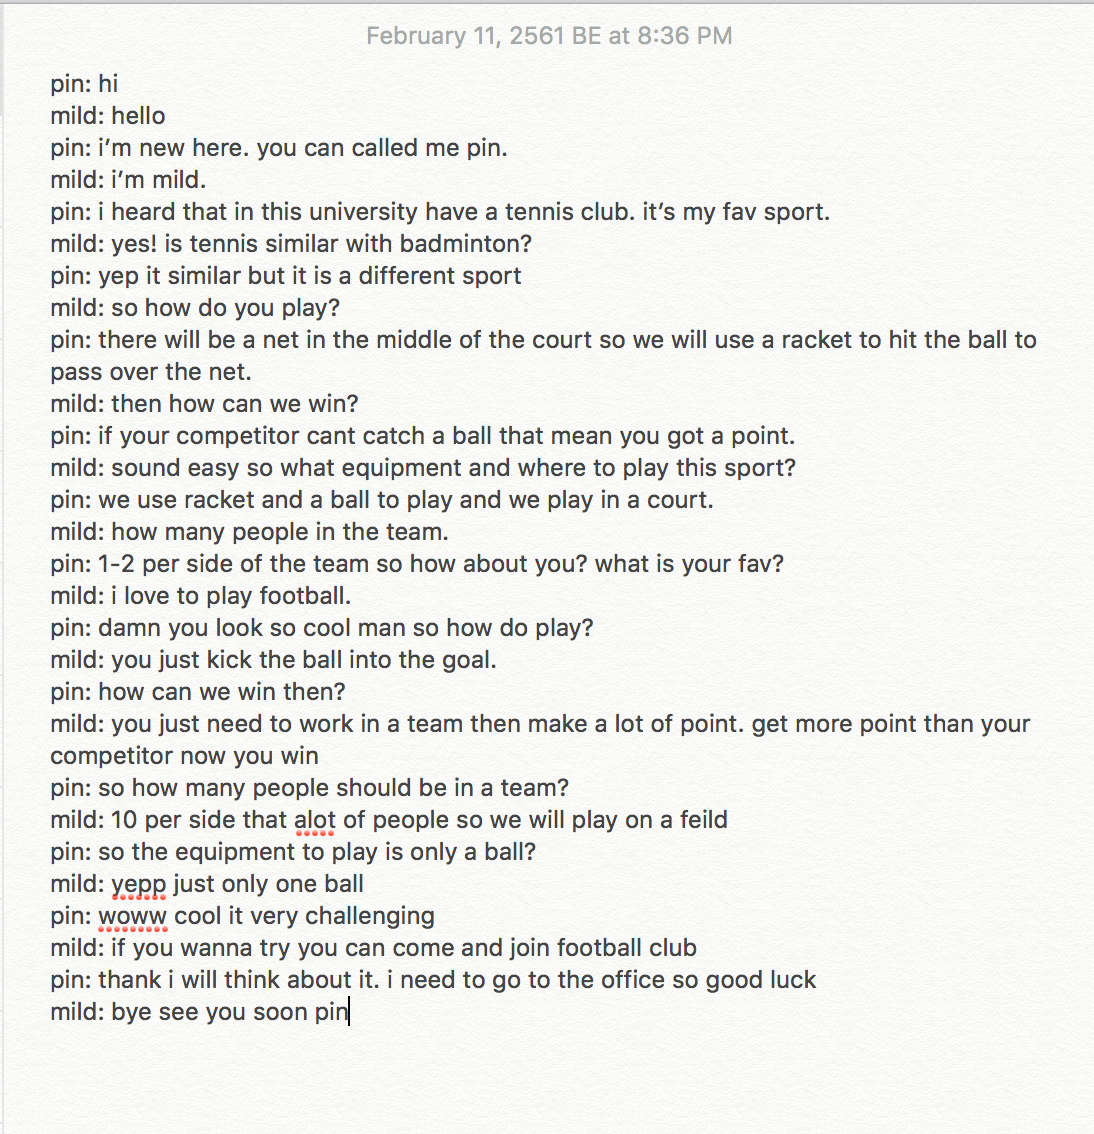 February 11, 2561 BE at 8:36 PM
pin: hi
mild: hello
pin: i’m new here. you can called me pin.
mild: i’m mild.
pin: i heard that in this university have a tennis club. it’s my fav sport.
mild: yes! is tennis similar with badminton?
pin: yep it similar but it is a different sport
mild: so how do you play?
pin: there will be a net in the middle of the court so we will use a racket to hit the ball to
pass over the net.
mild: then how can we win?
pin: if your competitor cant catch a ball that mean you got a point.
mild: sound easy so what equipment and where to play this sport?
pin: we use racket and a ball to play and we play in a court.
mild: how many people in the team.
pin: 1-2 per side of the team so how about you? what is your fav?
mild: i love to play football.
pin: damn you look so cool man so how do play?
mild: you just kick the ball into the goal.
pin: how can we win then?
mild: you just need to work in a team then make a lot of point. get more point than your
competitor now you win
pin: so how many people should be in a team?
mild: 10 per side that alot of people so we will play on a feild
pin: so the equipment to play is only a ball?
mild: yepp just only one ball
pin: woww cool it very challenging
mild: if you wanna try you can come and join football club
pin: thank i will think about it. i need to go to the office so good luck
mild: bye see you soon pin